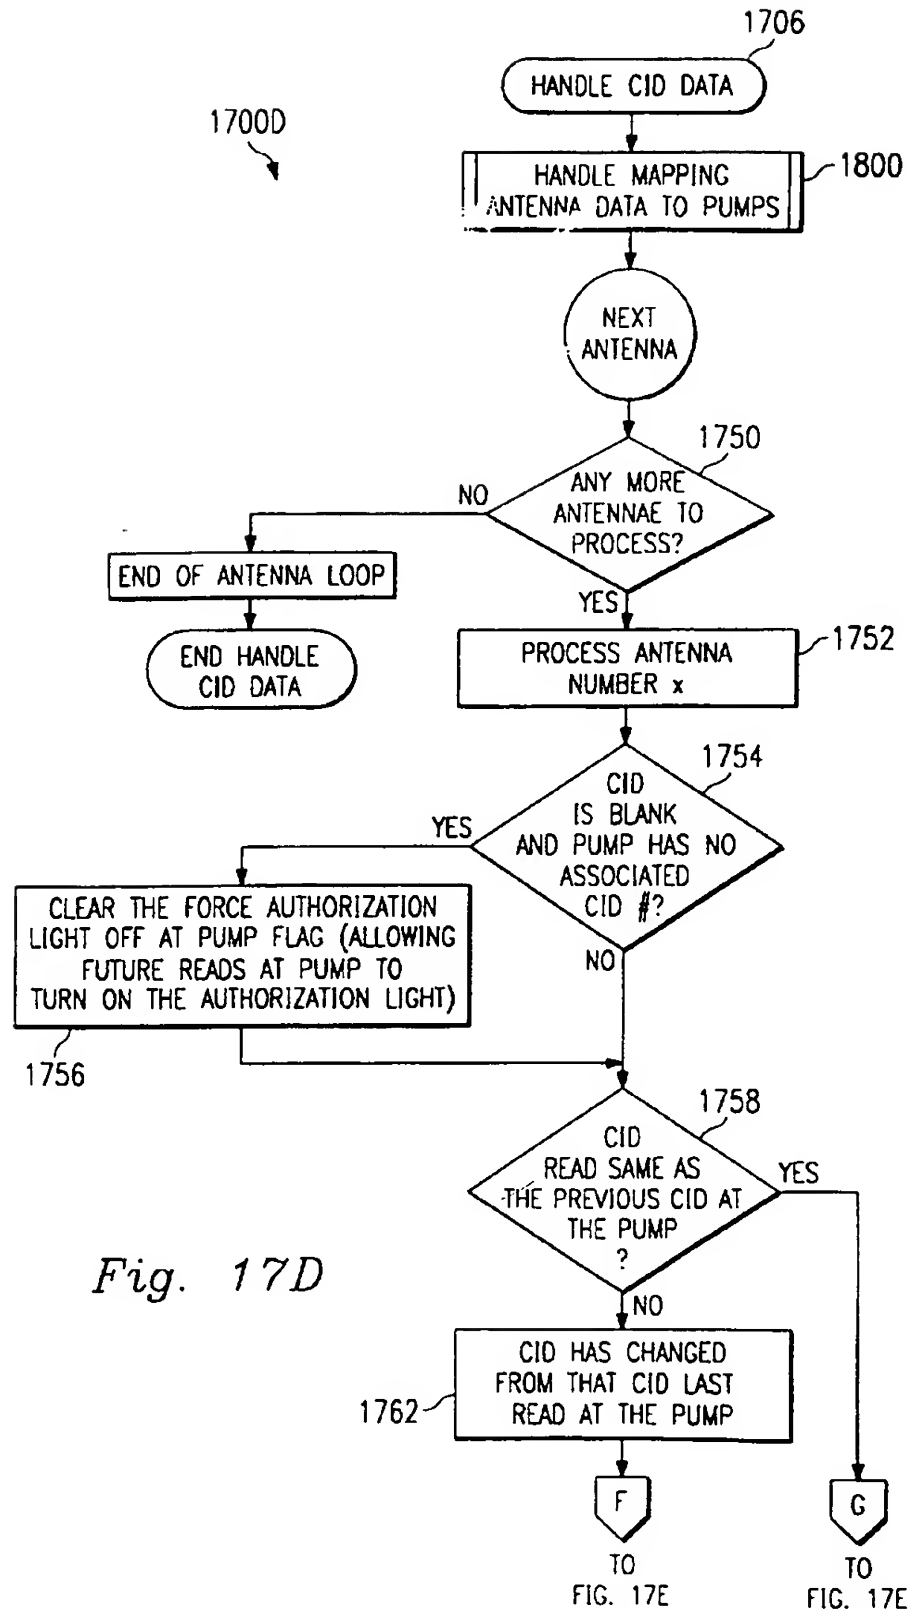 1706
HANDLE CID DATA
1700D
HANDLE MAPPING
ANTENNA DATA TO PUMPS
1800
NEXT
ANTENNA
1750
ANY MORE
ANTENNAE TO
PROCESS?
NO
END OF ANTENNA LOOP
END HANDLE
CID DATA
YES
PROCESS ANTENNA
NUMBER x
1752
1754
CID
IS BLANK
AND PUMP HAS NO
ASSOCIATED
CID #?
YES
CLEAR THE FORCE AUTHORIZATION
LIGHT OFF AT PUMP FLAG (ALLOWING
FUTURE READS AT PUMP TO
TURN ON THE AUTHORIZATION LIGHT)
1756
NO
1758
CID
READ SAME AS
THE PREVIOUS CID AT
THE PUMP
?
YES
Fig. 17D
NO
CID HAS CHANGED
FROM THAT CID LAST
READ AT THE PUMP
1762
F
TO
FIG. 17E
G
TO
FIG. 17E